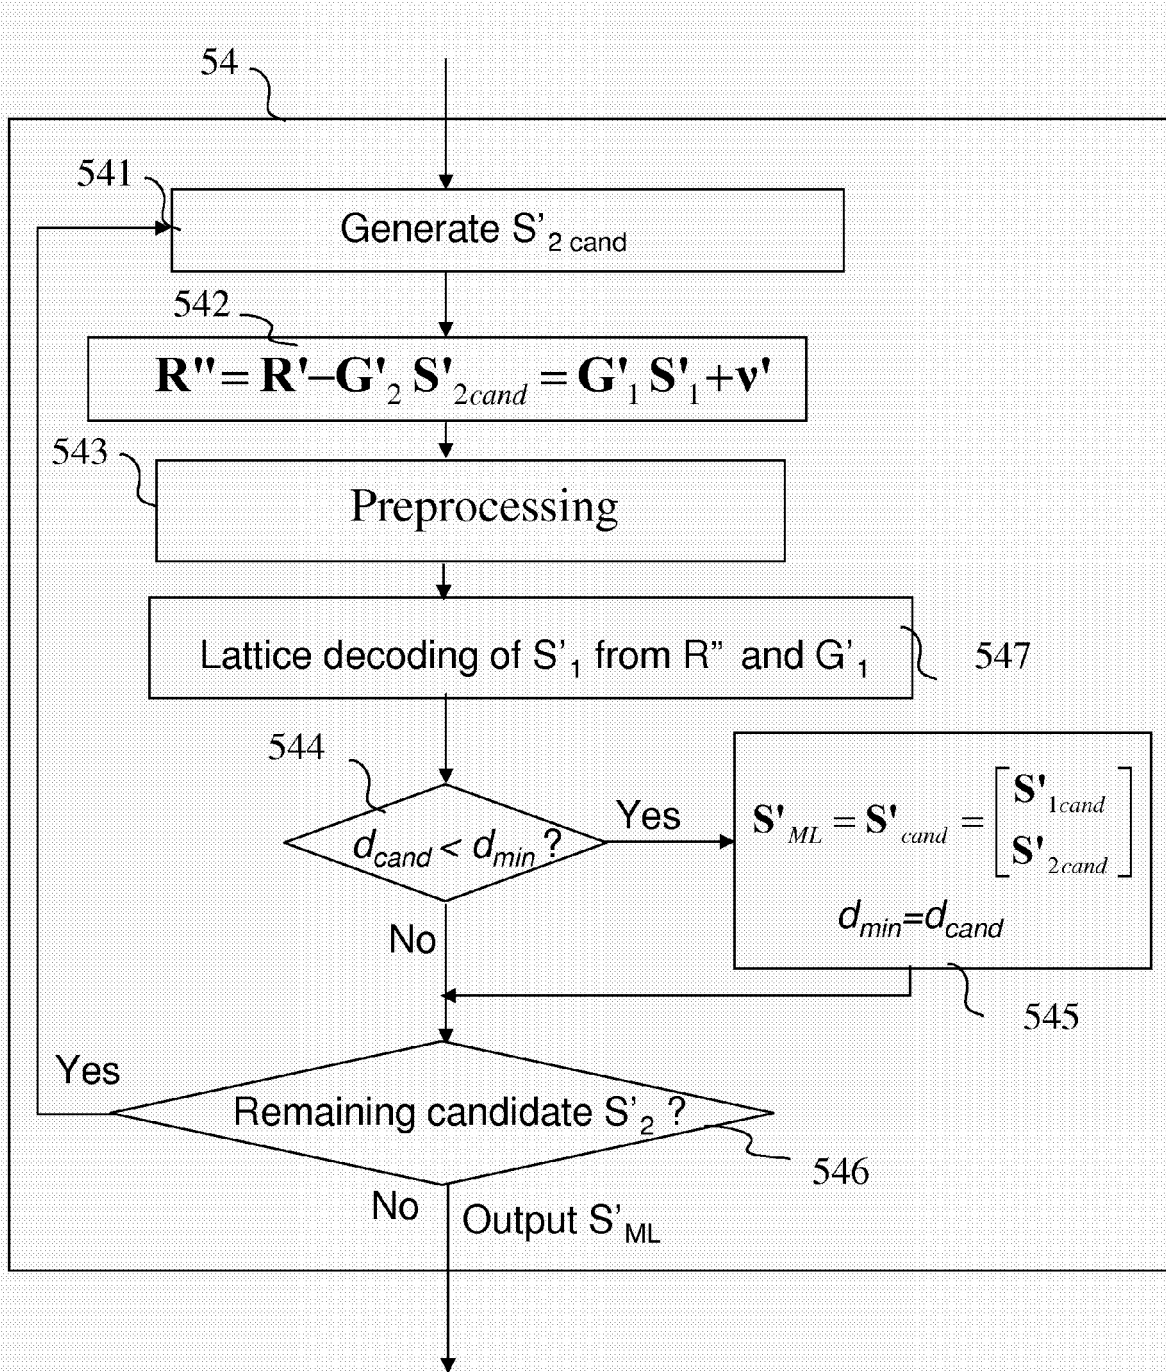 54
541
Generate S'2 cand
542
R''= R'−G'2 S'2cand = G'1 S'1+ν'
543
Preprocessing
Lattice decoding of S'1 from R'' and G'1
547
544
dcand < dmin ?
Yes
S'ML = S'cand = [S'1cand
S'2cand]
dmin=dcand
No
545
Yes
Remaining candidate S'2 ?
546
No
Output S'ML